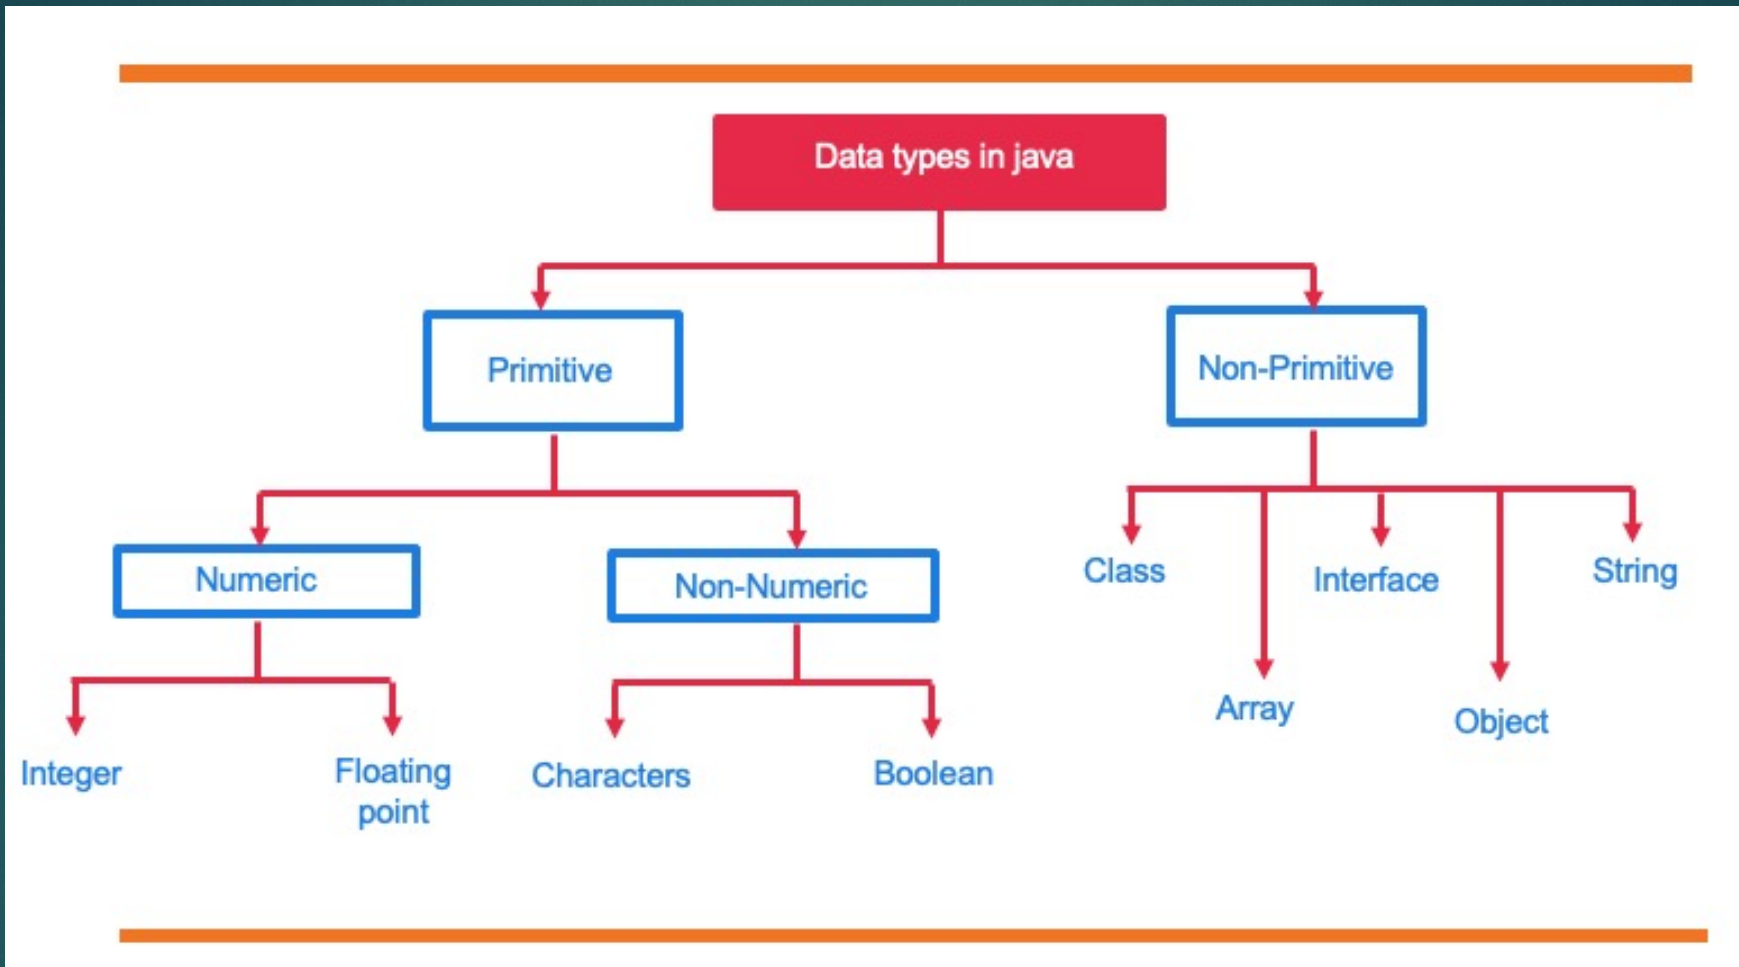 Data types in java
Primitive
Non-Primitive
Numeric
Non-Numeric
Class
Interface
String
Array
Object
Integer
Floating
point
Characters
Boolean